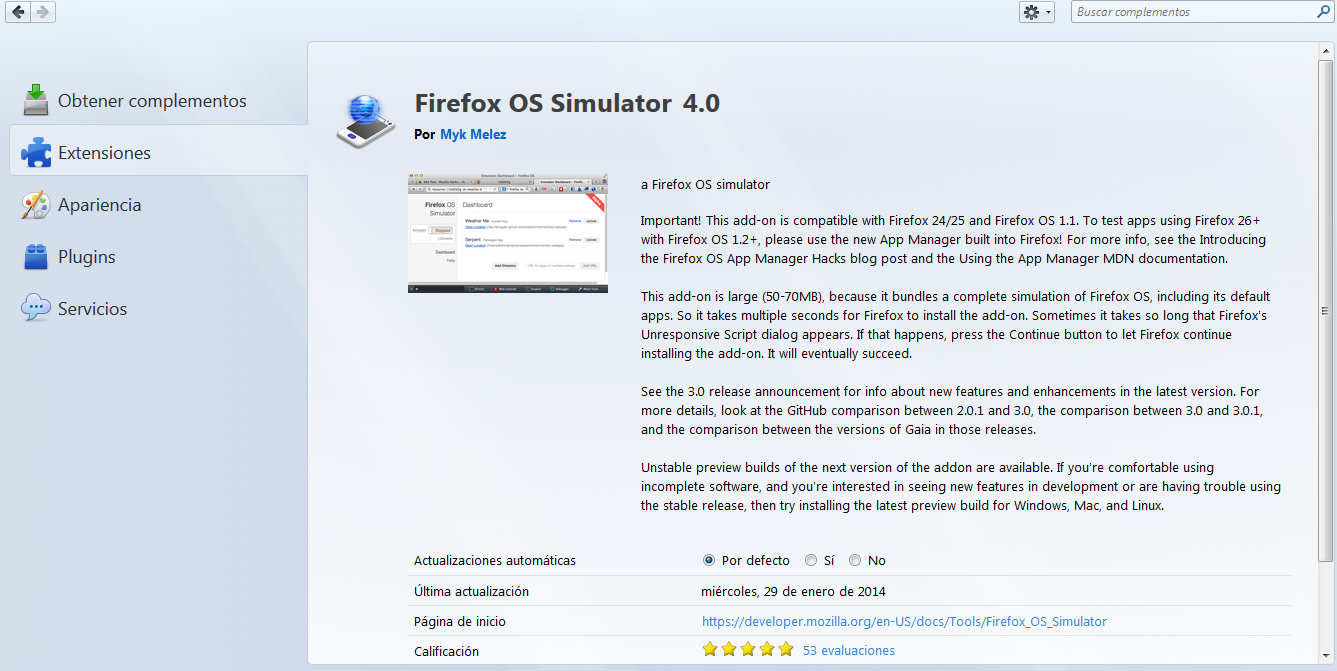 Buscar complementos
Obtener complementos
Extensiones
Apariencia
Plugins
Servicios
Firefox OS Simulator 4.0
Por Myk Melez
Firefox OS
Simulator
Dashboard
a Firefox OS simulator
Important! This add-on is compatible with Firefox 24/25 and Firefox OS 1.1. To test apps using Firefox 26+
with Firefox OS 1.2+, please use the new App Manager built into Firefox! For more info, see the Introducing
the Firefox OS App Manager Hacks blog post and the Using the App Manager MDN documentation.
This add-on is large (50-70MB), because it bundles a complete simulation of Firefox OS, including its default
apps. So it takes multiple seconds for Firefox to install the add-on. Sometimes it takes so long that Firefox's
Unresponsive Script dialog appears. If that happens, press the Continue button to let Firefox continue
installing the add-on. It will eventually succeed.
See the 3.0 release announcement for info about new features and enhancements in the latest version. For
more details, look at the GitHub comparison between 2.0.1 and 3.0, the comparison between 3.0 and 3.0.1,
and the comparison between the versions of Gaia in those releases.
Unstable preview builds of the next version of the addon are available. If you're comfortable using
incomplete software, and you're interested in seeing new features in development or are having trouble using
the stable release, then try installing the latest preview build for Windows, Mac, and Linux.
Actualizaciones automáticas Por defecto Sí No
Última actualización miércoles, 29 de enero de 2014
Página de inicio https://developer.mozilla.org/en-US/docs/Tools/Firefox_OS_Simulator
Calificación 53 evaluaciones